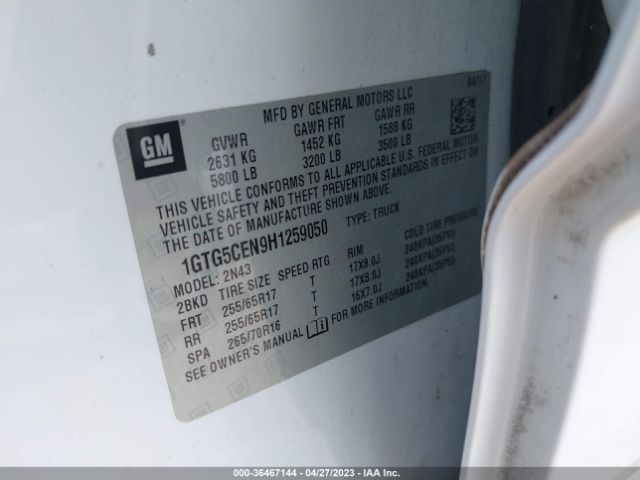 04/17
MFD BY GENERAL MOTORS LLC
GM
GVWR GAWR FRT GAWR RR
2631 KG 1452 KG 1588 KG
5800 LB 3200 LB 3500 LB
THIS VEHICLE CONFORMS TO ALL APPLICABLE U.S. FEDERAL MOTOR
VEHICLE SAFETY AND THEFT PREVENTION STANDARDS IN EFFECT ON
THE DATE OF MANUFACTURE SHOWN ABOVE.
1GTG5CEN9H1259050 TYPE: TRUCK
MODEL: 2N43
2BKD TIRE SIZE SPEED RTG RIM COLD TIRE PRESSURE
FRT 255/65R17 T 17X8.0J 240KPA(35PSI)
RR 255/65R17 T 17X8.0J 240KPA(35PSI)
SPA 265/70R16 T 16X7.0J 240KPA(35PSI)
SEE OWNER'S MANUAL FOR MORE INFORMATION.
000-36467144 / 04/27/2023 - IAA Inc.